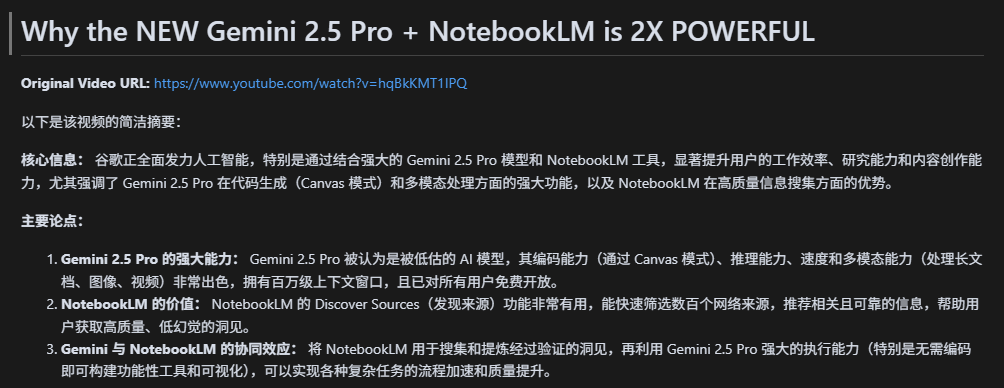 Why the NEW Gemini 2.5 Pro + NotebookLM is 2X POWERFUL
Original Video URL: https://www.youtube.com/watch?v=hqBkKMT1IPQ
以下是该视频的简洁摘要：
核心信息： 谷歌正全面发力人工智能，特别是通过结合强大的 Gemini 2.5 Pro 模型和 NotebookLM 工具，显著提升用户的工作效率、研究能力和内容创作能
力，尤其强调了 Gemini 2.5 Pro 在代码生成（Canvas 模式）和多模态处理方面的强大功能，以及 NotebookLM 在高质量信息搜集方面的优势。
主要论点：
1. Gemini 2.5 Pro 的强大能力： Gemini 2.5 Pro 被认为是被低估的 AI 模型，其编码能力（通过 Canvas 模式）、推理能力、速度和多模态能力（处理长文
档、图像、视频）非常出色，拥有百万级上下文窗口，且已对所有用户免费开放。
2. NotebookLM 的价值： NotebookLM 的 Discover Sources（发现来源）功能非常有用，能快速筛选数百个网络来源，推荐相关且可靠的信息，帮助用
户获取高质量、低幻觉的洞见。
3. Gemini 与 NotebookLM 的协同效应： 将 NotebookLM 用于搜集和提炼经过验证的洞见，再利用 Gemini 2.5 Pro 强大的执行能力（特别是无需编码
即可构建功能性工具和可视化），可以实现各种复杂任务的流程加速和质量提升。